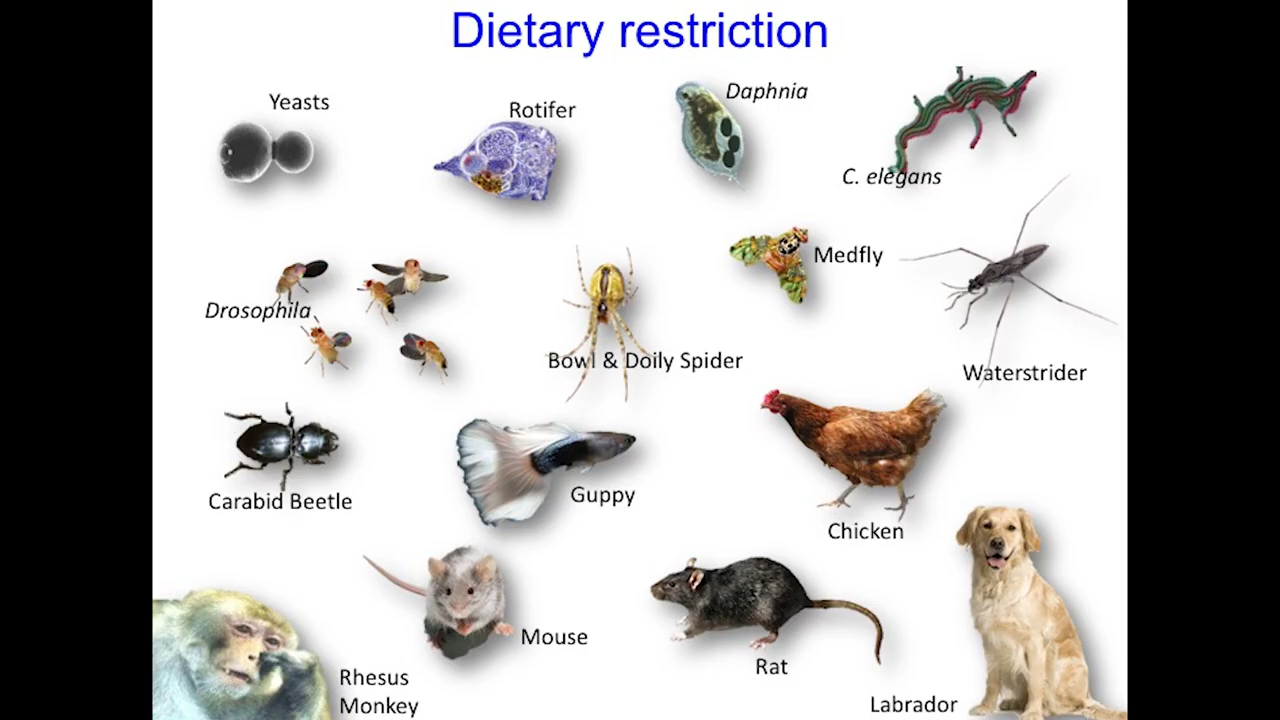 Dietary restriction
Yeasts
Rotifer
Daphnia
C. elegans
Drosophila
Bowl & Doily Spider
Medfly
Waterstrider
Carabid Beetle
Guppy
Chicken
Rhesus
Monkey
Mouse
Rat
Labrador